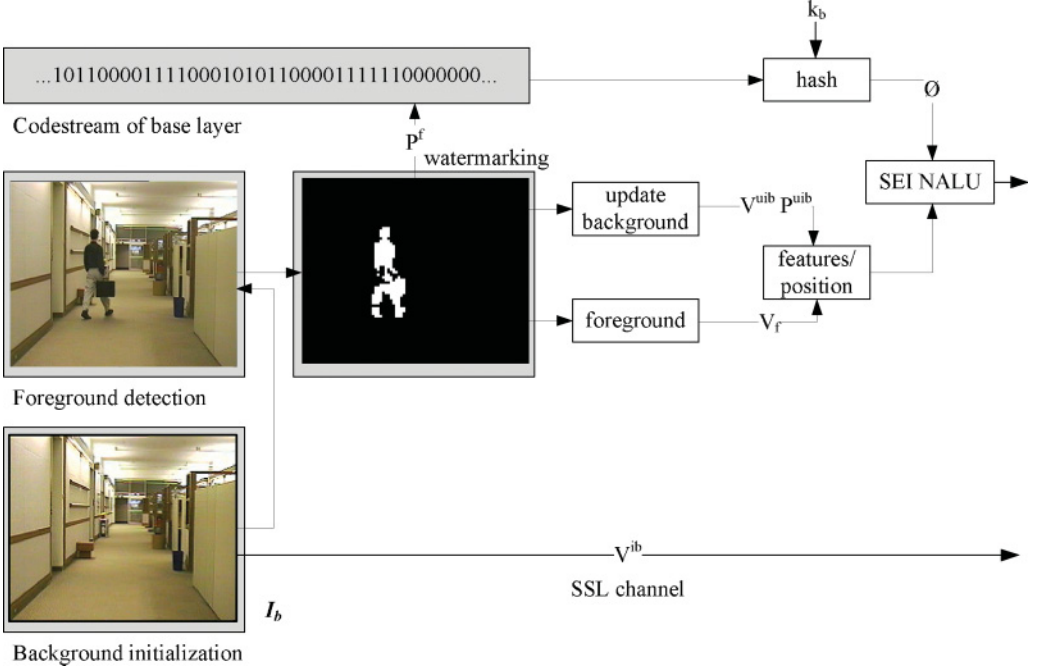 k_b
...1011000011110001010110000111111110000000...
hash
Ø
Codestream of base layer
P^f
watermarking
SEI NALU
update
background
V^uib P^uib
features/
position
foreground
V_f
Foreground detection
V^ib
SSL channel
I_b
Background initialization